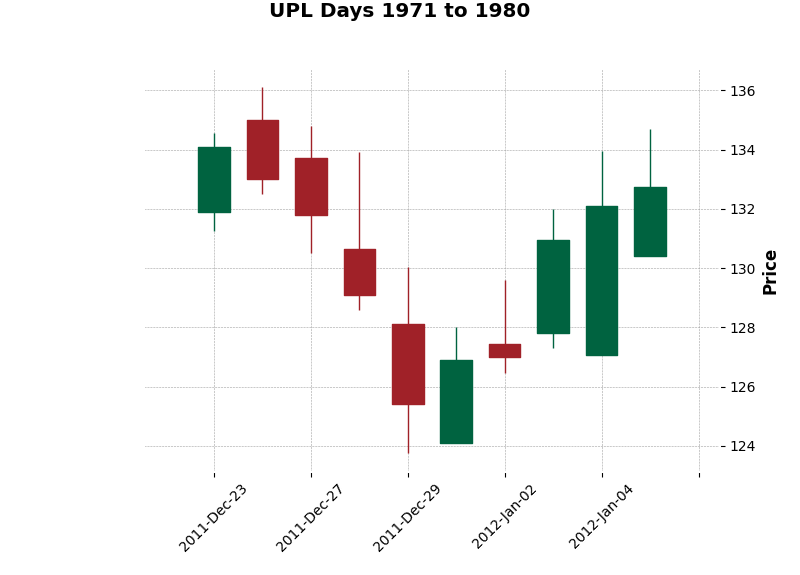 UPL Days 1971 to 1980
136
134
132
130
128
126
124
Price
2011-Dec-23
2011-Dec-27
2011-Dec-29
2012-Jan-02
2012-Jan-04